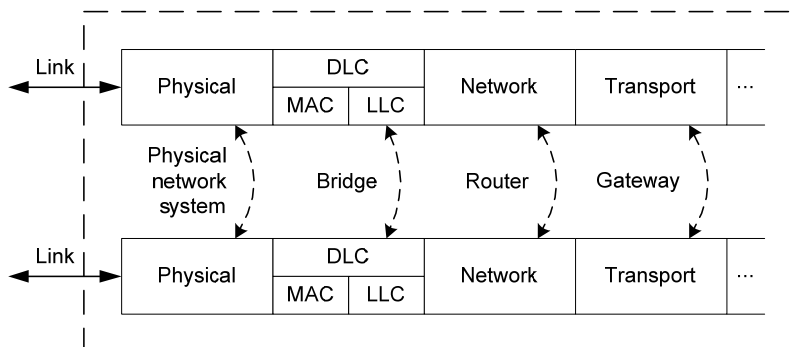 Link
Physical
DLC
MAC
LLC
Network
Transport
...
Physical
network
system
Bridge
Router
Gateway
Link
Physical
DLC
MAC
LLC
Network
Transport
...